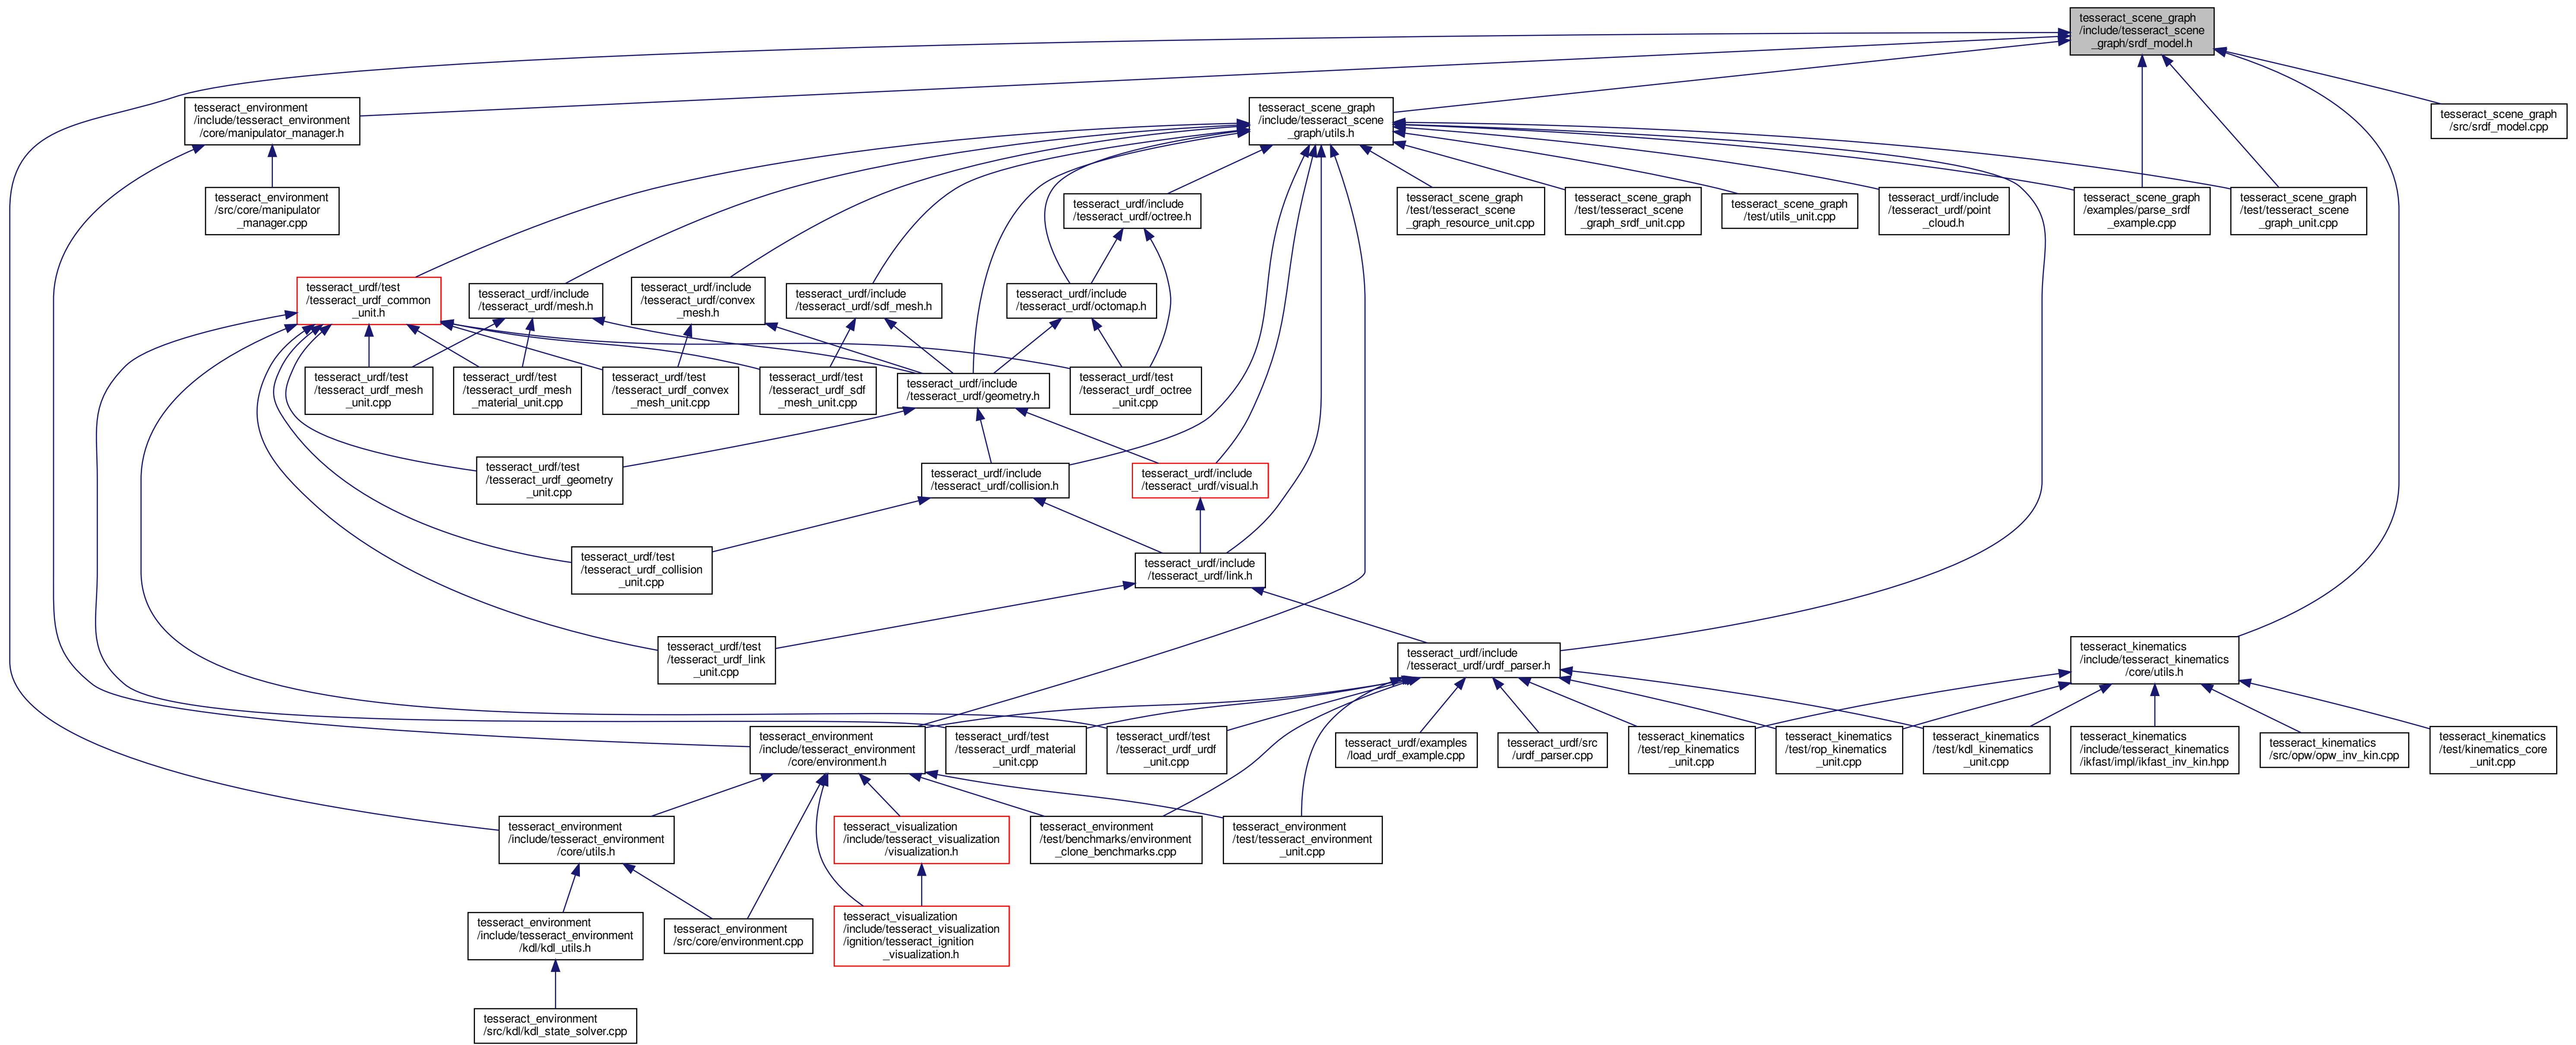 tesseract_scene_graph
/include/tesseract_scene
_graph/srdf_model.h
tesseract_environment
/include/tesseract_environment
/core/manipulator_manager.h
tesseract_scene_graph
/include/tesseract_scene
_graph/utils.h
tesseract_scene_graph
/src/srdf_model.cpp
tesseract_environment
/src/core/manipulator
_manager.cpp
tesseract_urdf/include
/tesseract_urdf/octree.h
tesseract_scene_graph
/test/tesseract_scene
_graph_resource_unit.cpp
tesseract_scene_graph
/test/tesseract_scene
_graph_srdf_unit.cpp
tesseract_scene_graph
/test/utils_unit.cpp
tesseract_urdf/include
/tesseract_urdf/point
_cloud.h
tesseract_scene_graph
/examples/parse_srdf
_example.cpp
tesseract_scene_graph
/test/tesseract_scene
_graph_unit.cpp
tesseract_urdf/test
/tesseract_urdf_common
_unit.h
tesseract_urdf/include
/tesseract_urdf/mesh.h
tesseract_urdf/include
/tesseract_urdf/convex
_mesh.h
tesseract_urdf/include
/tesseract_urdf/sdf_mesh.h
tesseract_urdf/include
/tesseract_urdf/octomap.h
tesseract_urdf/test
/tesseract_urdf_mesh
_unit.cpp
tesseract_urdf/test
/tesseract_urdf_mesh
_material_unit.cpp
tesseract_urdf/test
/tesseract_urdf_convex
_mesh_unit.cpp
tesseract_urdf/test
/tesseract_urdf_sdf
_mesh_unit.cpp
tesseract_urdf/include
/tesseract_urdf/geometry.h
tesseract_urdf/test
/tesseract_urdf_octree
_unit.cpp
tesseract_urdf/test
/tesseract_urdf_geometry
_unit.cpp
tesseract_urdf/include
/tesseract_urdf/collision.h
tesseract_urdf/include
/tesseract_urdf/visual.h
tesseract_urdf/test
/tesseract_urdf_collision
_unit.cpp
tesseract_urdf/include
/tesseract_urdf/link.h
tesseract_urdf/test
/tesseract_urdf_link
_unit.cpp
tesseract_urdf/include
/tesseract_urdf/urdf_parser.h
tesseract_kinematics
/include/tesseract_kinematics
/core/utils.h
tesseract_environment
/include/tesseract_environment
/core/environment.h
tesseract_urdf/test
/tesseract_urdf_material
_unit.cpp
tesseract_urdf/test
/tesseract_urdf_urdf
_unit.cpp
tesseract_urdf/examples
/load_urdf_example.cpp
tesseract_urdf/src
/urdf_parser.cpp
tesseract_kinematics
/test/rep_kinematics
_unit.cpp
tesseract_kinematics
/test/rop_kinematics
_unit.cpp
tesseract_kinematics
/test/kdl_kinematics
_unit.cpp
tesseract_kinematics
/include/tesseract_kinematics
/ikfast/impl/ikfast_inv_kin.hpp
tesseract_kinematics
/src/opw/opw_inv_kin.cpp
tesseract_kinematics
/test/kinematics_core
_unit.cpp
tesseract_environment
/include/tesseract_environment
/core/utils.h
tesseract_visualization
/include/tesseract_visualization
/visualization.h
tesseract_environment
/test/benchmarks/environment
_clone_benchmarks.cpp
tesseract_environment
/test/tesseract_environment
_unit.cpp
tesseract_environment
/include/tesseract_environment
/kdl/kdl_utils.h
tesseract_environment
/src/core/environment.cpp
tesseract_visualization
/include/tesseract_visualization
/ignition/tesseract_ignition
_visualization.h
tesseract_environment
/src/kdl/kdl_state_solver.cpp